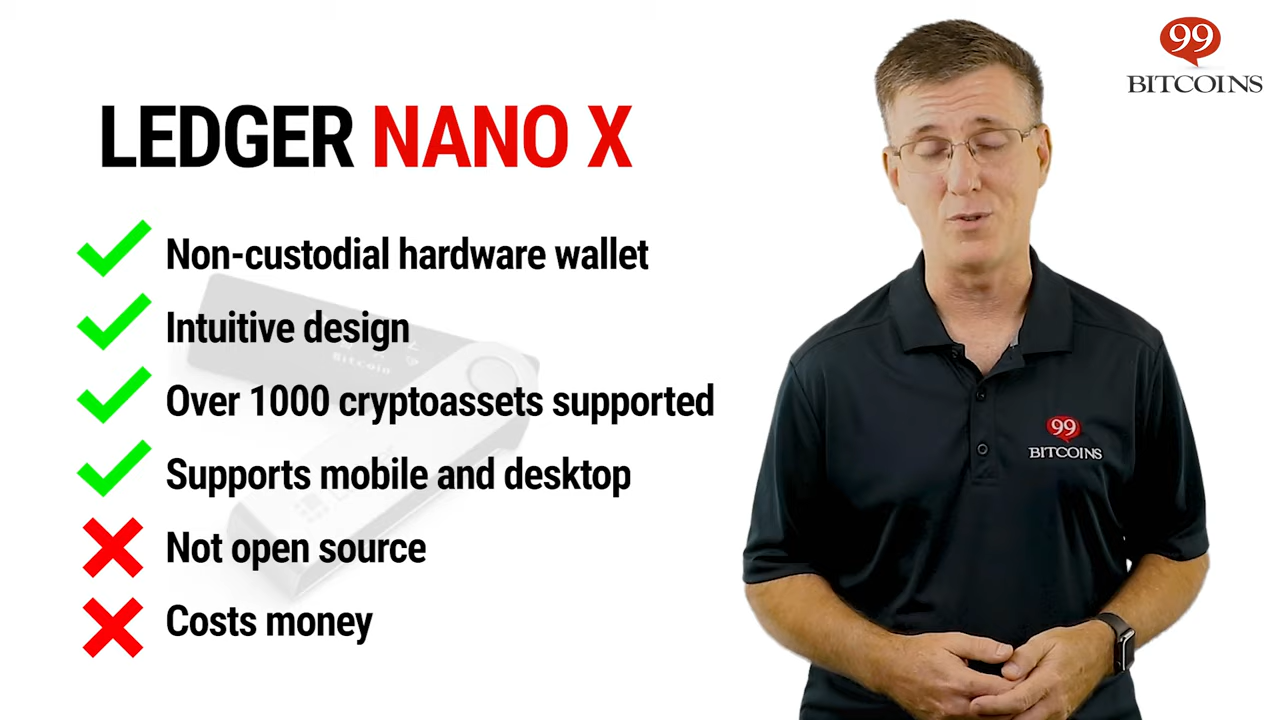 99
BITCOINS
LEDGER NANO X
Non-custodial hardware wallet
Intuitive design
Bitcoin
Over 1000 cryptoassets supported
99
BITCOINS
Supports mobile and desktop
Not open source
Costs money